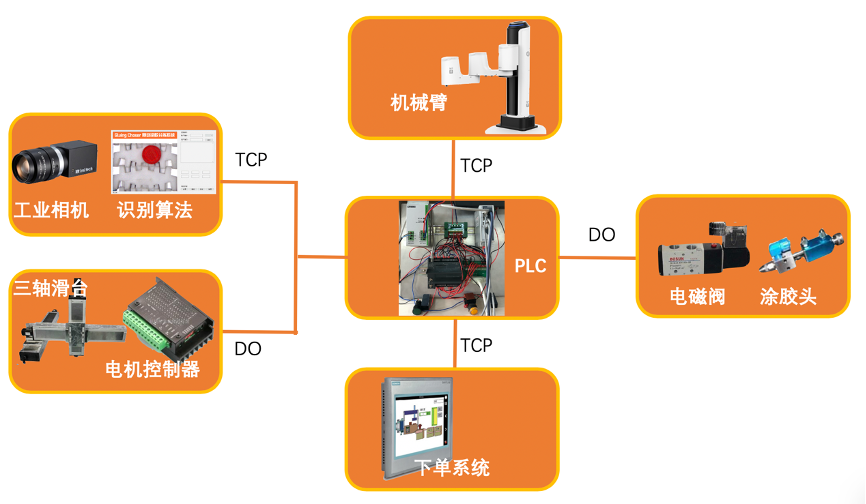 机械臂
TCP
TCP
工业相机
识别算法
PLC
DO
电磁阀
涂胶头
三轴滑台
电机控制器
DO
TCP
下单系统